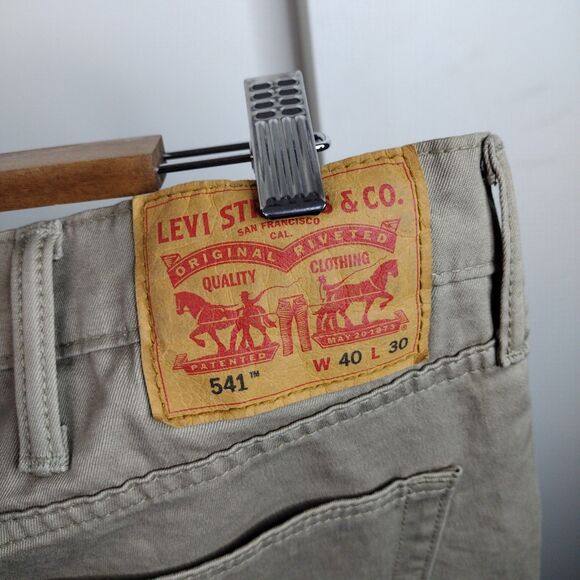 LEVI ST & CO.
SAN FRANCISCO
CAL.
ORIGINAL RIVETED
QUALITY CLOTHING
PATENTED MAY 20 1873
541™ W 40 L 30